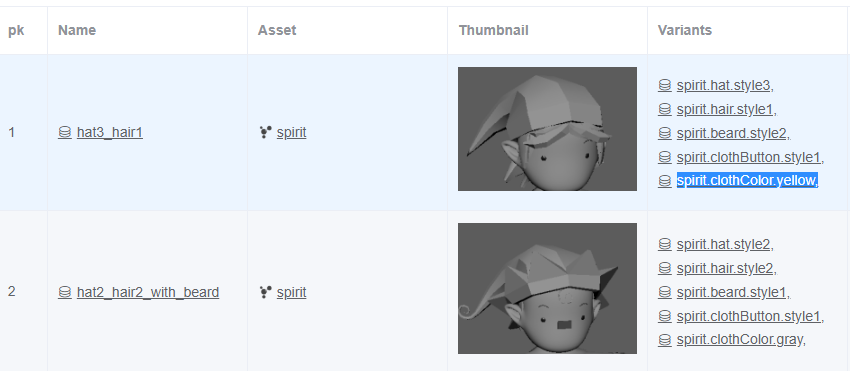 pk Name Asset Thumbnail Variants
1 hat3_hair1 spirit
spirit.hat.style3,
spirit.hair.style1,
spirit.beard.style2,
spirit.clothButton.style1,
spirit.clothColor.yellow,
2 hat2_hair2_with_beard spirit
spirit.hat.style2,
spirit.hair.style2,
spirit.beard.style1,
spirit.clothButton.style1,
spirit.clothColor.gray,